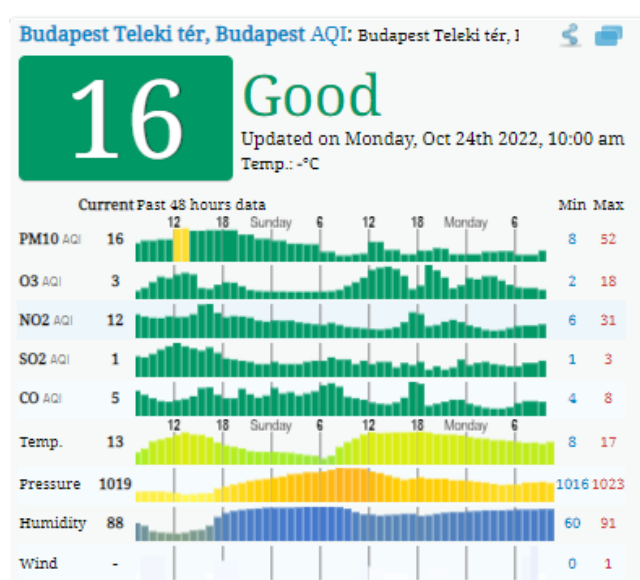 Budapest Teleki tér, Budapest AQI: Budapest Teleki tér, I
16
Good
Updated on Monday, Oct 24th 2022, 10:00 am
Temp.: -°C
Current Past 48 hours data Min Max
12 18 Sunday 6 12 18 Monday 6
PM10 AQI 16 8 52
O3 AQI 3 2 18
NO2 AQI 12 6 31
SO2 AQI 1 1 3
CO AQI 5 4 8
12 18 Sunday 6 12 18 Monday 6
Temp. 13 8 17
Pressure 1019 1016 1023
Humidity 88 60 91
Wind - 0 1